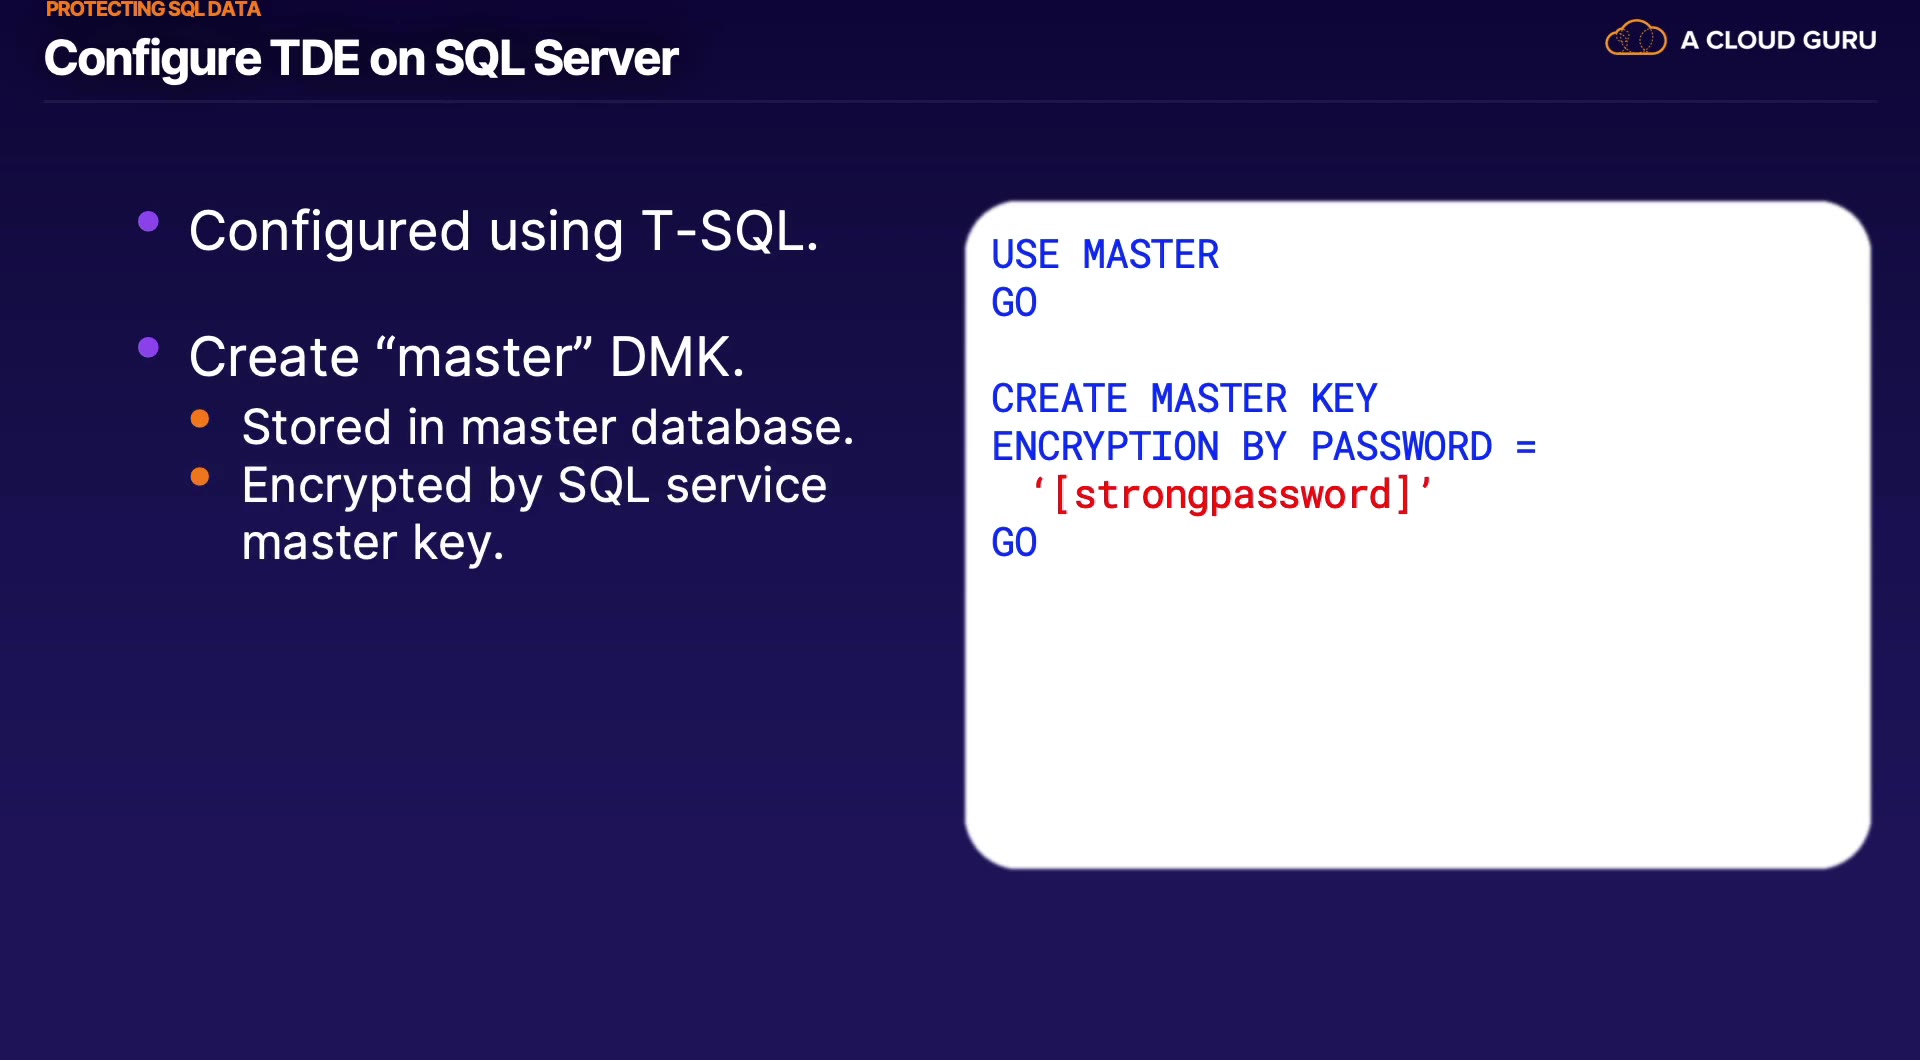 PROTECTING SQL DATA
Configure TDE on SQL Server
A CLOUD GURU
Configured using T-SQL.
Create “master” DMK.
Stored in master database.
Encrypted by SQL service
master key.
USE MASTER
GO
CREATE MASTER KEY
ENCRYPTION BY PASSWORD =
‘[strongpassword]’
GO